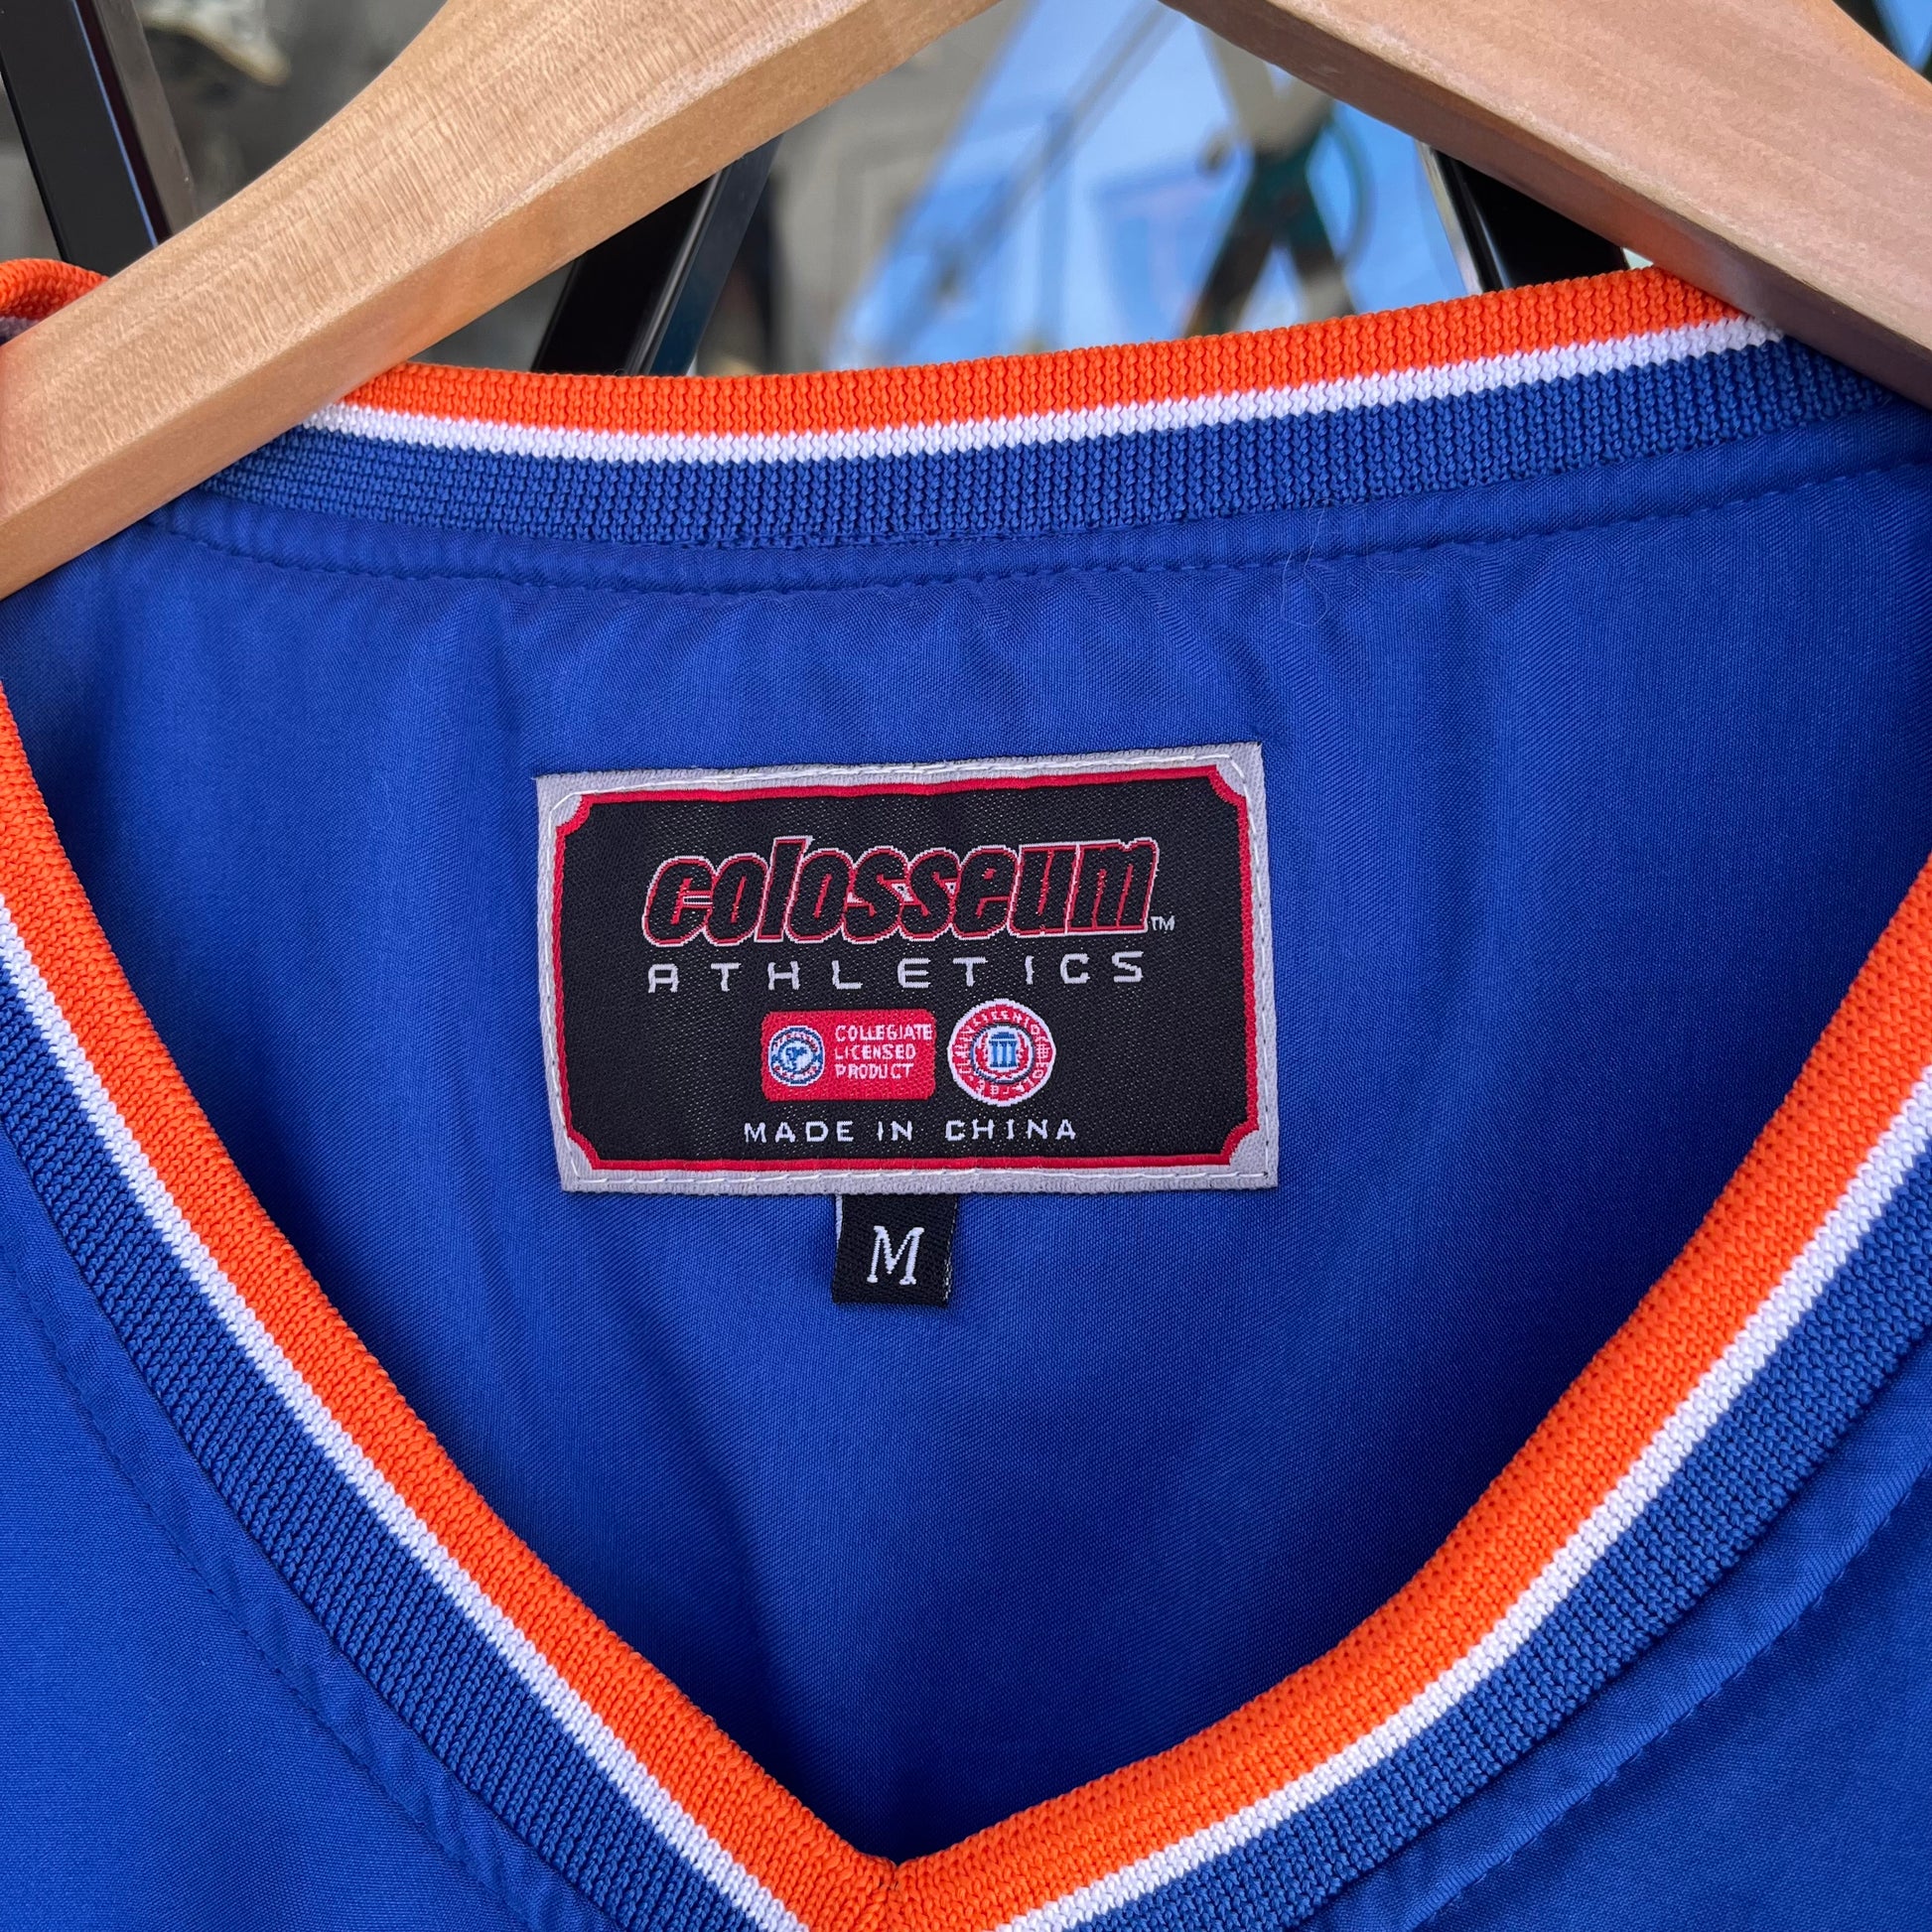 colosseum™
ATHLETICS
COLLEGIATE
LICENSED
PRODUCT
MADE IN CHINA
M